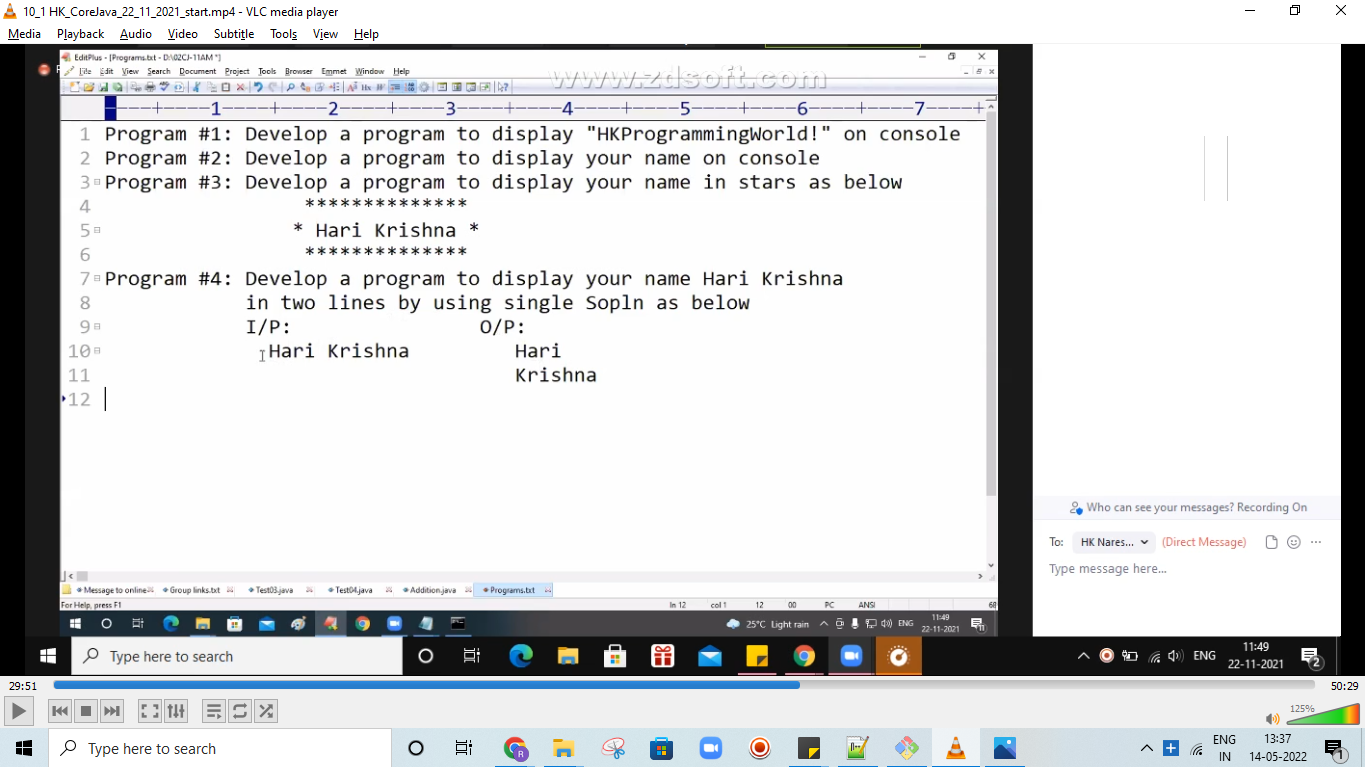 10_1 HK_CoreJava_22_11_2021_start.mp4 - VLC media player
Media Playback Audio Video Subtitle Tools View Help
EditPlus - [Programs.txt - D:\02CJ-11AM *]
File Edit View Search Document Project Tools Browser Emmet Window Help
www.zdsoft.com
1 2 3 4 5 6 7
1 Program #1: Develop a program to display "HKProgrammingWorld!" on console
2 Program #2: Develop a program to display your name on console
3 Program #3: Develop a program to display your name in stars as below
4 **************
5 * Hari Krishna *
6 **************
7 Program #4: Develop a program to display your name Hari Krishna
8 in two lines by using single Sopln as below
9 I/P: O/P:
10 Hari Krishna Hari
11 Krishna
12
Who can see your messages? Recording On
To: HK Nares... (Direct Message)
Type message here...
Message to online Group links.txt Test03.java Test04.java Addition.java Programs.txt
For Help, press F1 ln 12 col 1 12 00 PC ANSI 68
25°C Light rain ENG 11:49
22-11-2021
Type here to search ENG 11:49
22-11-2021 2
29:51 50:29
125%
Type here to search ENG 13:37
IN 14-05-2022 1